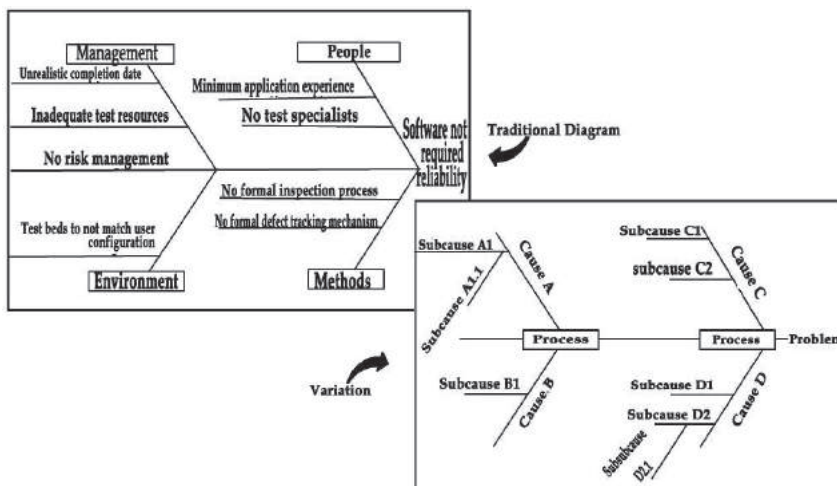 Management
Unrealistic completion date
Inadequate test resources
No risk management
People
Minimum application experience
No test specialists
Software not
required
reliability
Traditional Diagram
No formal inspection process
No formal defect tracking mechanism
Test beds to not match user
configuration
Environment
Methods
Variation
Subcause A1
Subcause A1.1
Cause A
Subcause C1
subcause C2
Cause C
Process
Process
Problem
Subcause B1
Cause B
Subcause D1
Subcause D2
Subsubcause
D2.1
Cause D